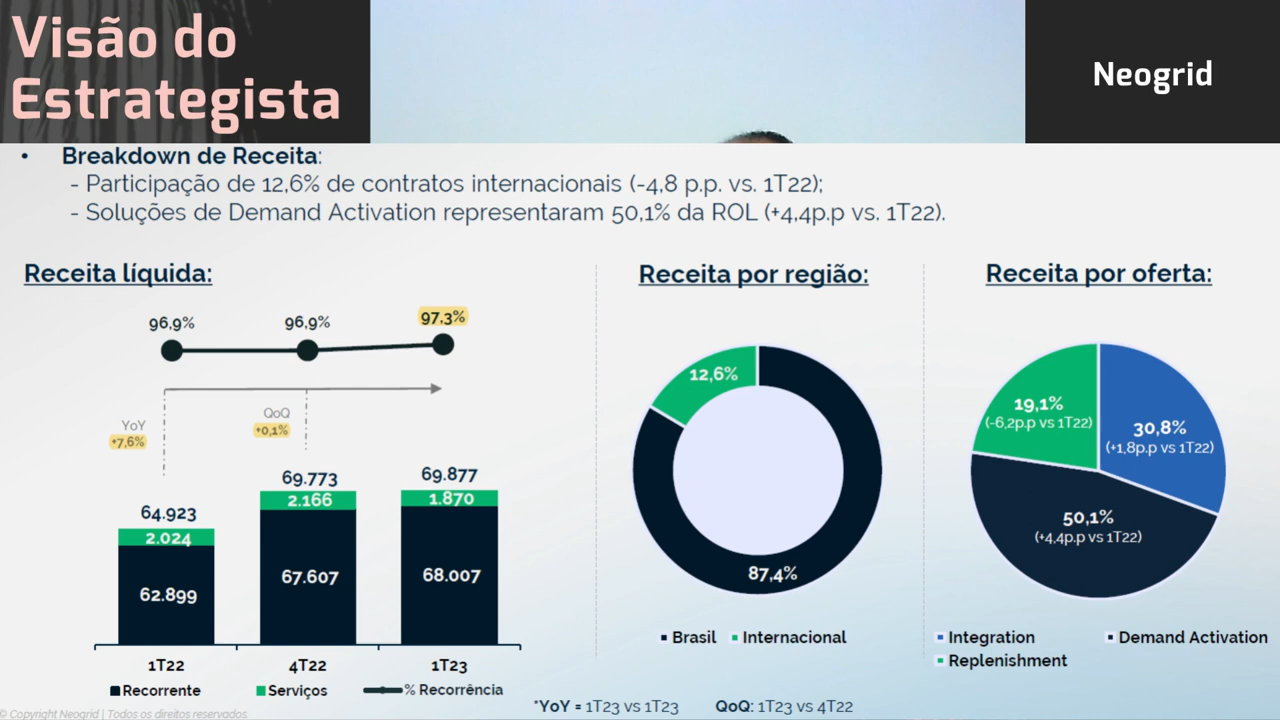 Visão do
Estrategista
Neogrid
• Breakdown de Receita:
- Participação de 12,6% de contratos internacionais (-4,8 p.p. vs. 1T22);
- Soluções de Demand Activation representaram 50,1% da ROL (+4,4p.p vs. 1T22).
Receita líquida:
96,9%
96,9%
97,3%
YoY
+7,6%
QoQ
+0,1%
64.923
2.024
62.899
69.773
2.166
67.607
69.877
1.870
68.007
1T22
4T22
1T23
Recorrente
Serviços
% Recorrência
Receita por região:
12,6%
87,4%
Brasil
Internacional
Receita por oferta:
19,1%
(-6,2p.p vs 1T22)
30,8%
(+1,8p.p vs 1T22)
50,1%
(+4,4p.p vs 1T22)
Integration
Demand Activation
Replenishment
*YoY = 1T23 vs 1T23 QoQ: 1T23 vs 4T22
© Copyright Neogrid | Todos os direitos reservados.